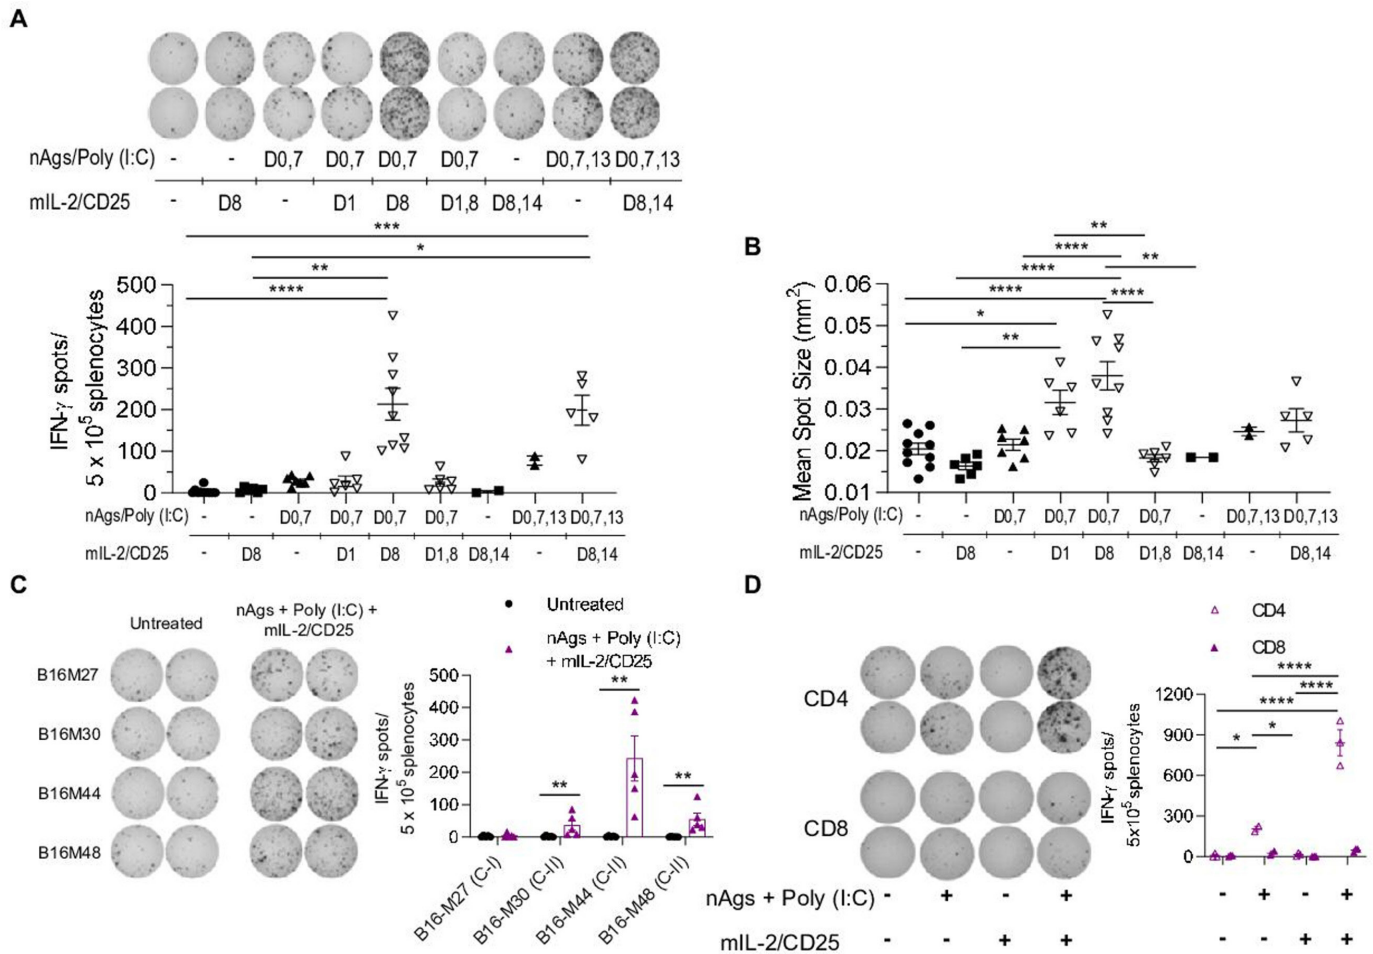 A
nAgs/Poly (I:C) - - D0,7 D0,7 D0,7 D0,7 - D0,7,13 D0,7,13
mIL-2/CD25 - D8 - D1 D8 D1,8 D8,14 - D8,14
***
*
**
****
IFN-γ spots/
5 x 10⁵ splenocytes
500
400
300
200
100
0
nAgs/Poly (I:C) - - D0,7 D0,7 D0,7 D0,7 - D0,7,13 D0,7,13
mIL-2/CD25 - D8 - D1 D8 D1,8 D8,14 - D8,14
B
**
****
**
****
****
****
*
**
Mean Spot Size (mm²)
0.06
0.05
0.04
0.03
0.02
0.01
nAgs/Poly (I:C) - - D0,7 D0,7 D0,7 D0,7 - D0,7,13 D0,7,13
mIL-2/CD25 - D8 - D1 D8 D1,8 D8,14 - D8,14
C
Untreated
nAgs + Poly (I:C) +
mIL-2/CD25
B16M27
B16M30
B16M44
B16M48
Untreated
nAgs + Poly (I:C)
+ mIL-2/CD25
IFN-γ spots/
5 x 10⁵ splenocytes
500
400
300
200
100
0
**
**
**
B16-M27 (C-I)
B16-M30 (C-II)
B16-M44 (C-II)
B16-M48 (C-II)
D
CD4
CD8
nAgs + Poly (I:C) - + - +
mIL-2/CD25 - - + +
CD4
CD8
****
****
****
*
*
IFN-γ spots/
5x10⁵ splenocytes
1200
900
600
300
0
- + - +
- - + +